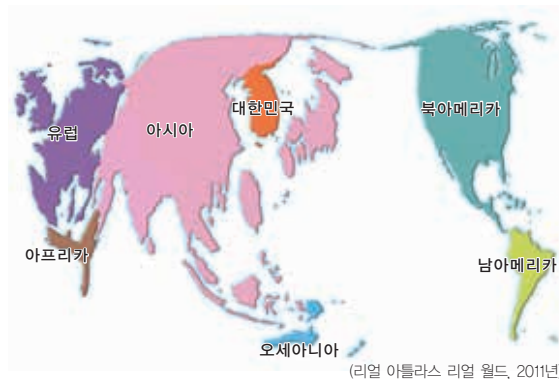 대한민국
유럽
아시아
북아메리카
아프리카
남아메리카
오세아니아
(리얼 아틀라스 리얼 월드, 2011년